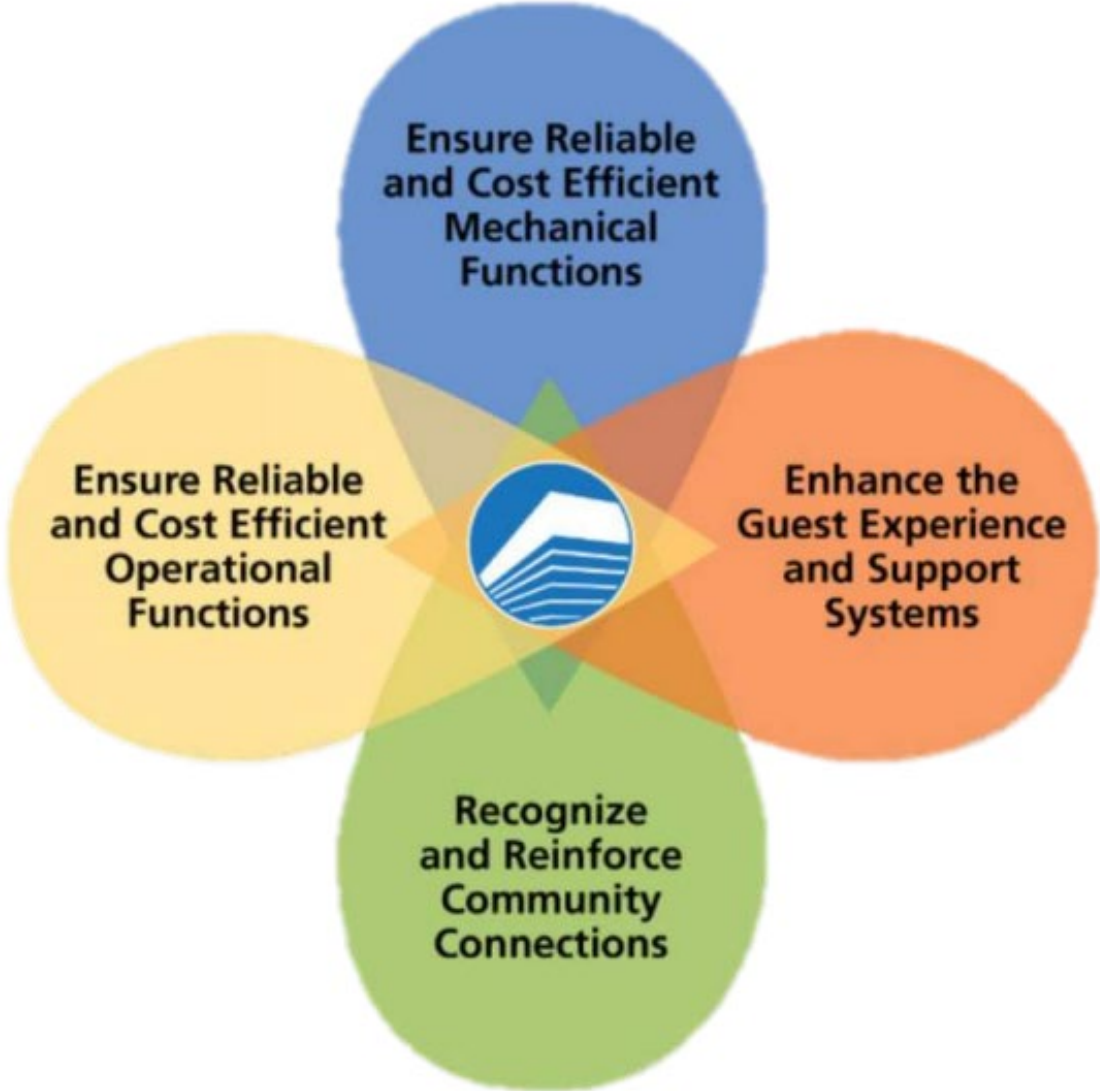 Ensure Reliable
and Cost Efficient
Mechanical
Functions
Ensure Reliable
and Cost Efficient
Operational
Functions
Enhance the
Guest Experience
and Support
Systems
Recognize
and Reinforce
Community
Connections